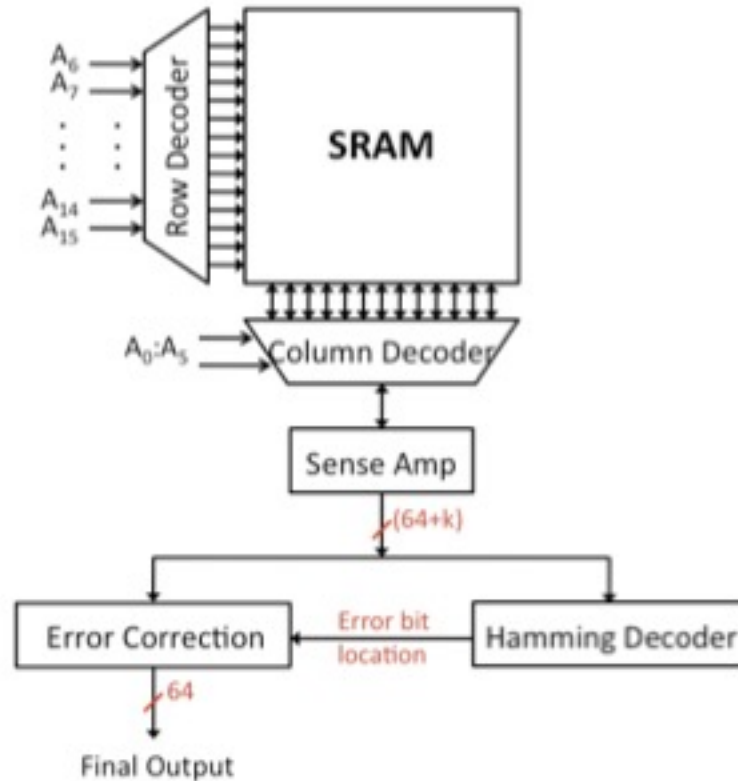 A6
A7
A14
A15
Row Decoder
SRAM
A0:A5
Column Decoder
Sense Amp
(64+k)
Error Correction
Error bit
location
Hamming Decoder
64
Final Output